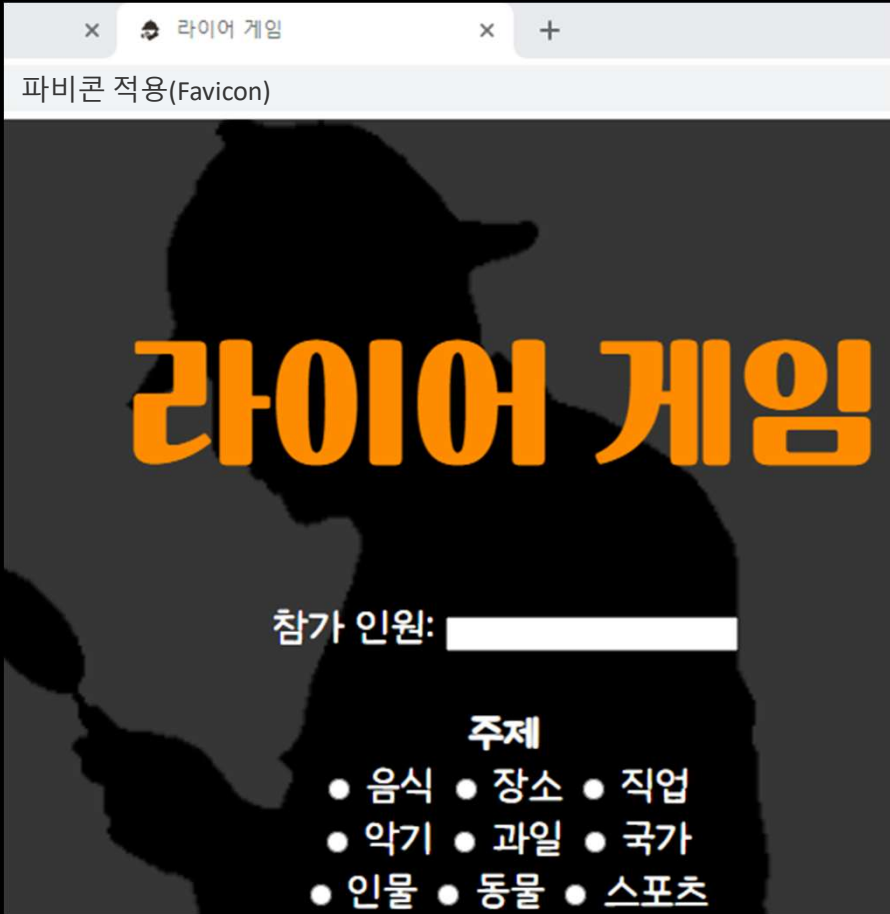 라이어 게임
파비콘 적용(Favicon)
라이어 게임
참가 인원:
주제
음식 장소 직업
악기 과일 국가
인물 동물 스포츠